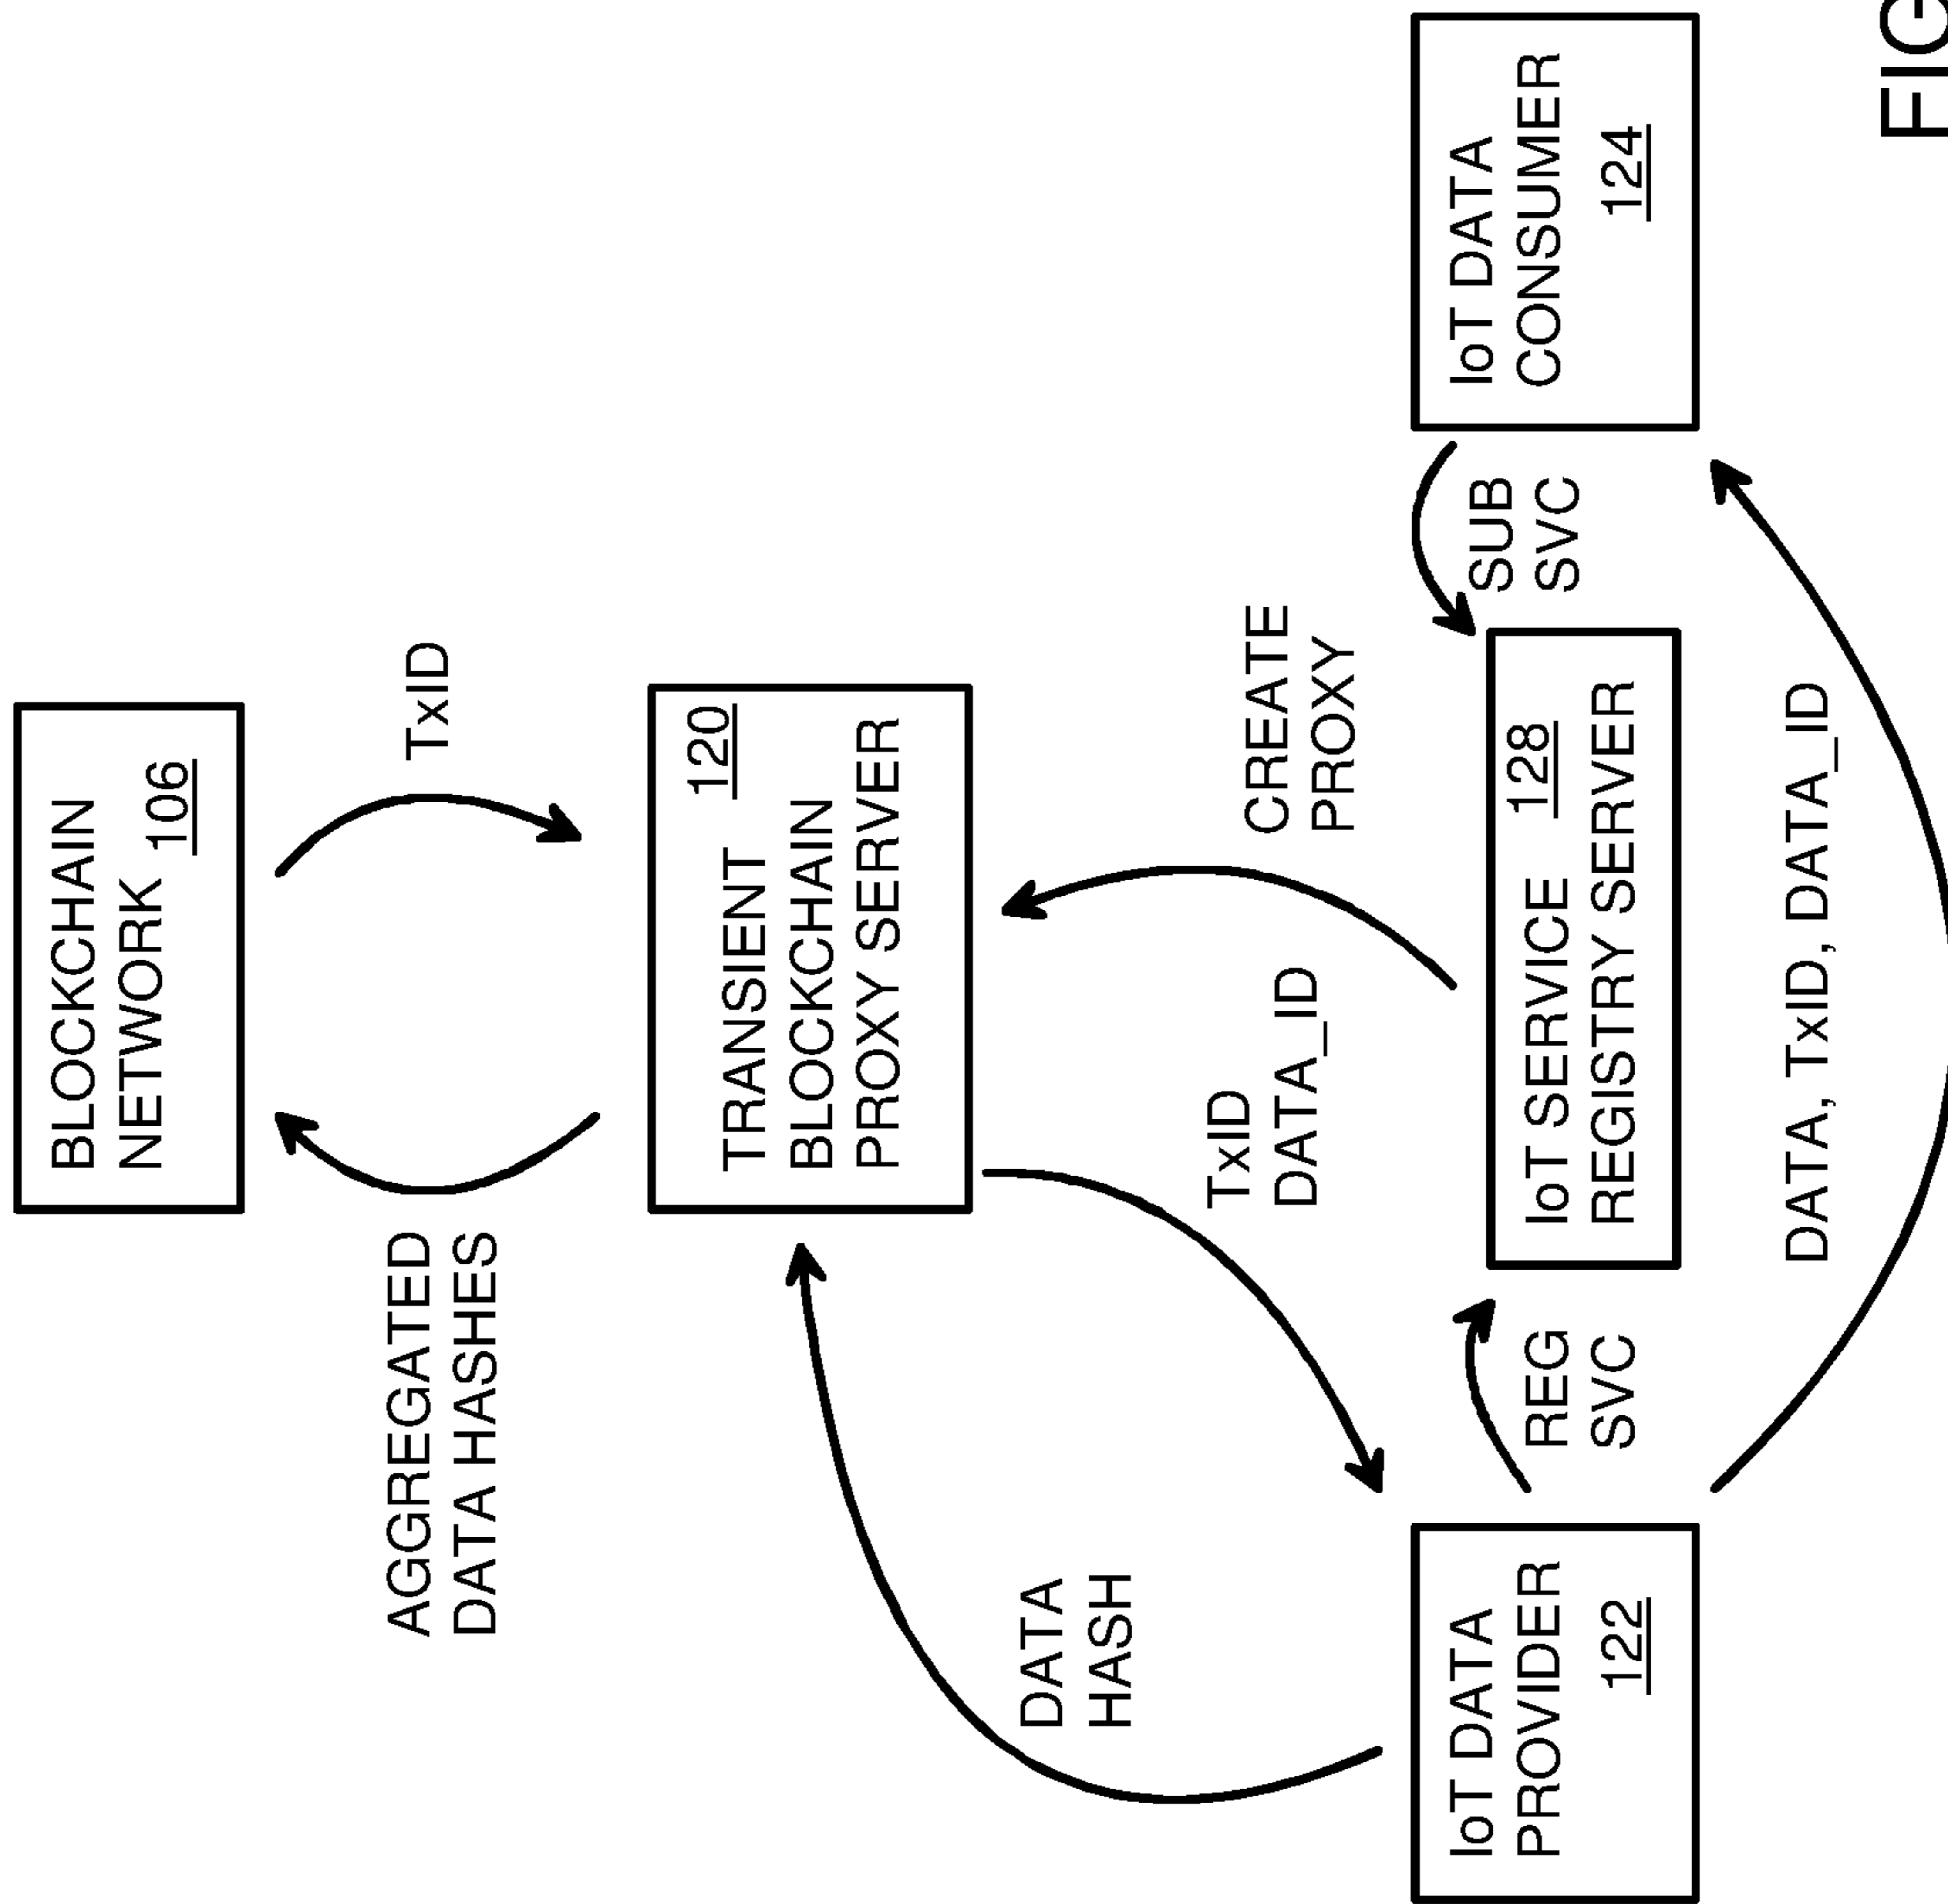 BLOCKCHAIN
NETWORK 106
AGGREGATED
DATA HASHES
TxID
TRANSIENT 120
BLOCKCHAIN
PROXY SERVER
DATA
HASH
TxID
DATA_ID
CREATE
PROXY
IoT DATA
PROVIDER
122
REG
SVC
IoT SERVICE 128
REGISTRY SERVER
SUB
SVC
IoT DATA
CONSUMER
124
DATA, TxID, DATA_ID
FIG